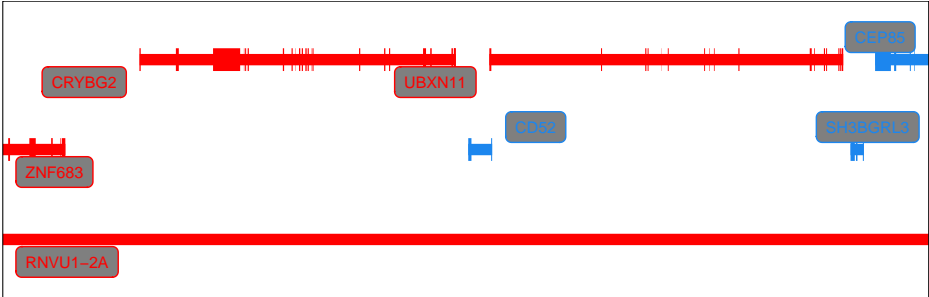 CEP85
CRYBG2
UBXN11
CD52
SH3BGRL3
ZNF683
RNVU1−2A